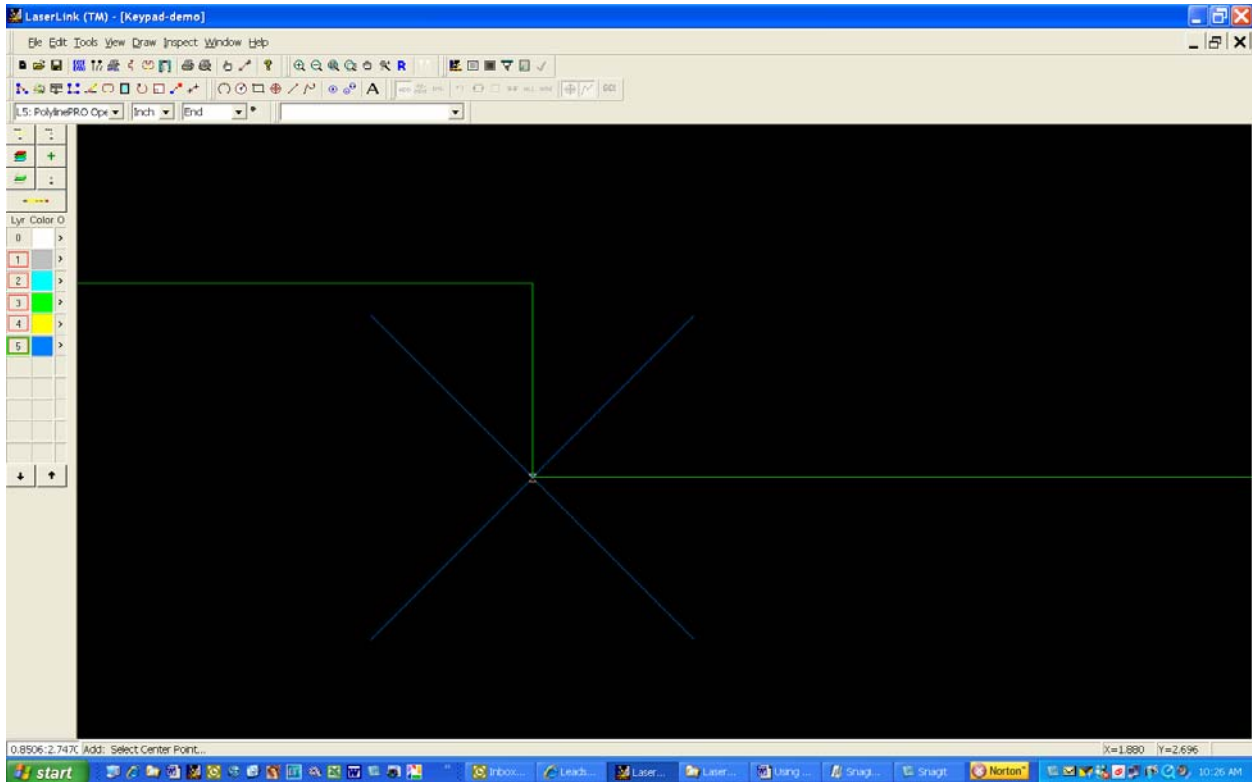 LaserLink (TM) - [Keypad-demo]
File Edit Tools View Draw Inspect Window Help
R
A
L5: PolylinePRO Ope Inch End
Lyr Color O
0 >
1 >
2 >
3 >
4 >
5 >
0.8506:2.747 Add: Select Center Point... X=1.880 Y=2.696
start Inbox... Leads... Laser... Laser... Using ... Snagi... SnagIt Norton 10:26 AM